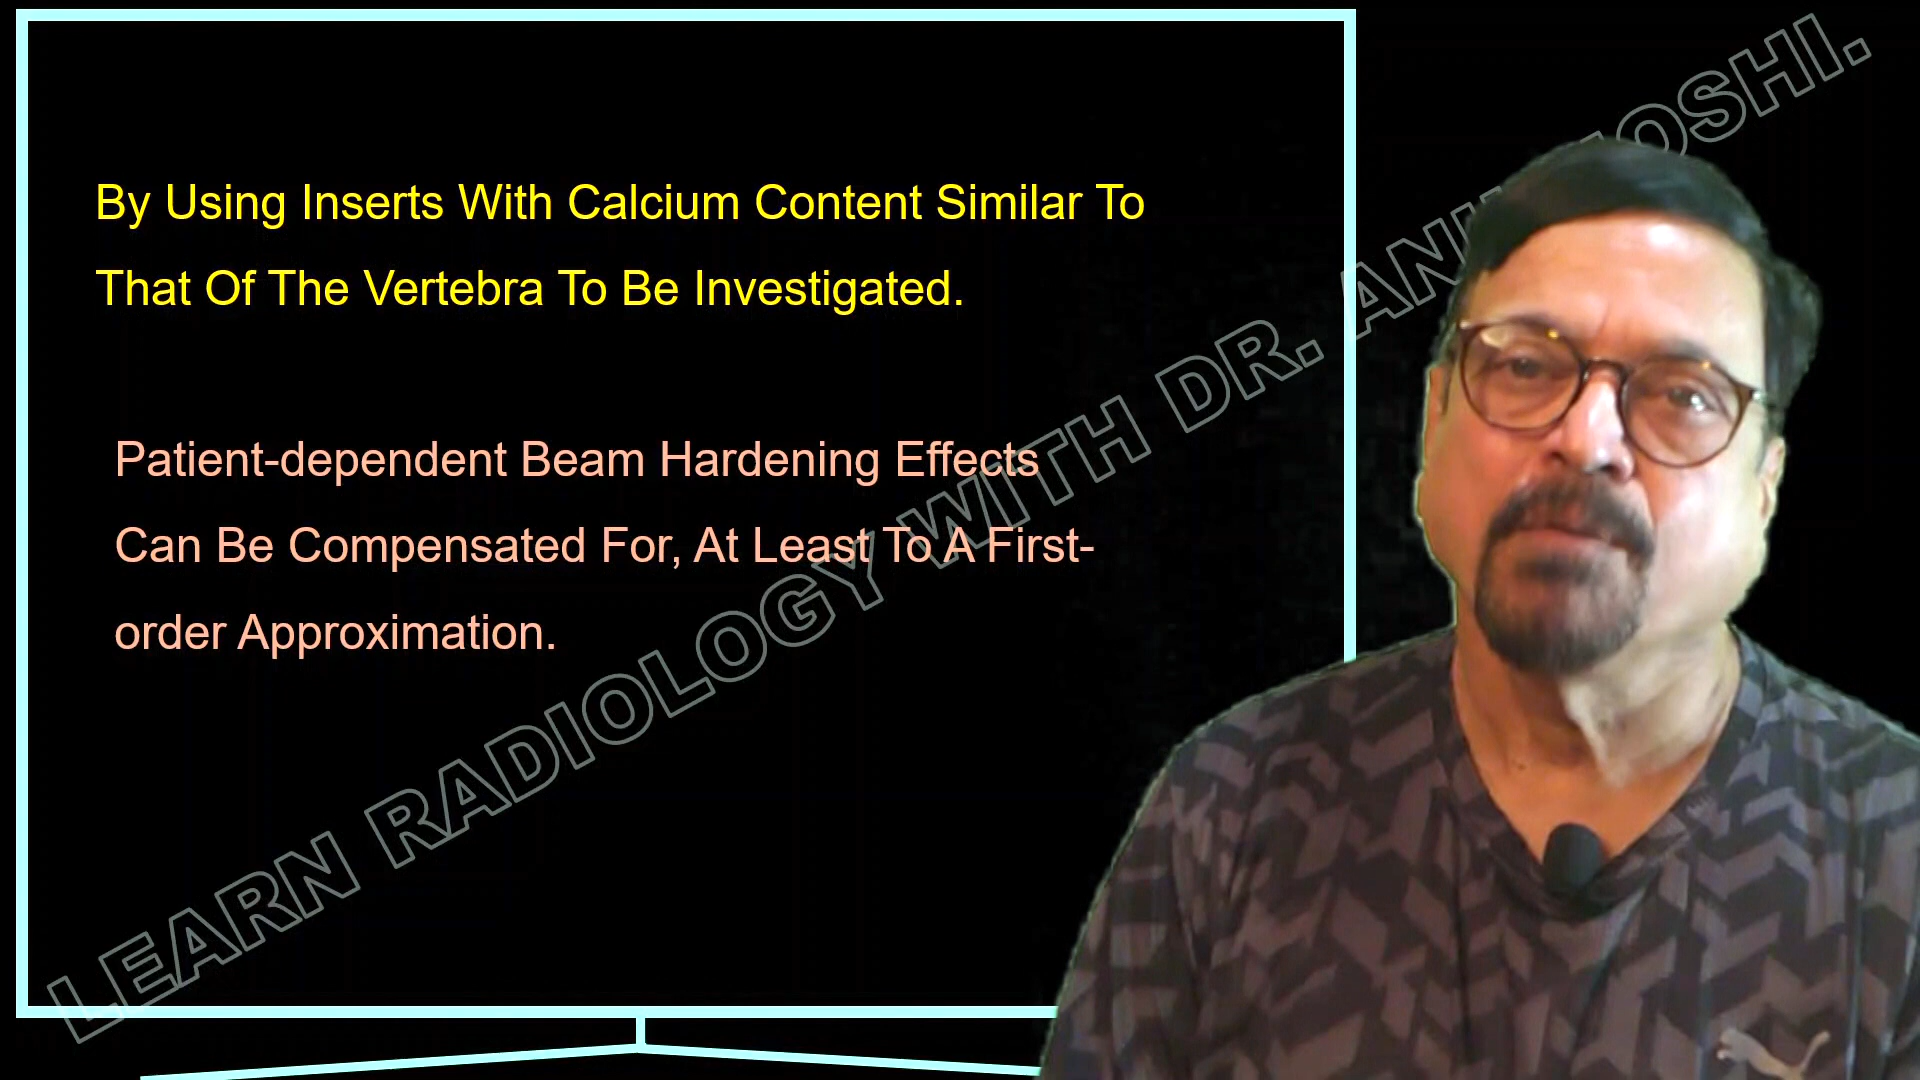 By Using Inserts With Calcium Content Similar To
That Of The Vertebra To Be Investigated.
Patient-dependent Beam Hardening Effects
Can Be Compensated For, At Least To A First-
order Approximation.
LEARN RADIOLOGY WITH DR.